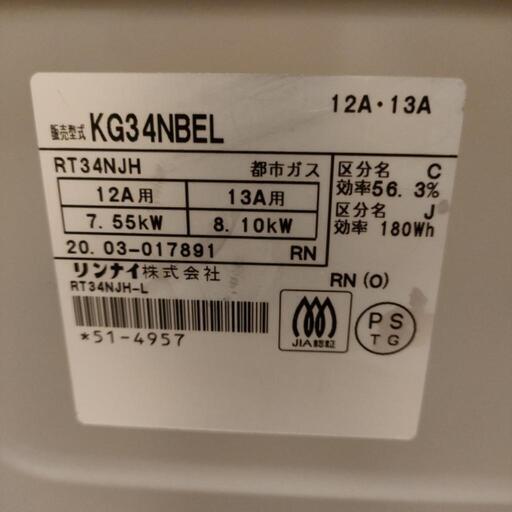 12A・13A
販売型式 KG34NBEL
RT34NJH 都市ガス
12A用 13A用
7.55kW 8.10kW
区分名 C
効率56.3%
区分名 J
効率 180Wh
20.03-017891 RN
リンナイ株式会社
RT34NJH-L
RN(O)
*51-4957
JIA認証
PS
TG